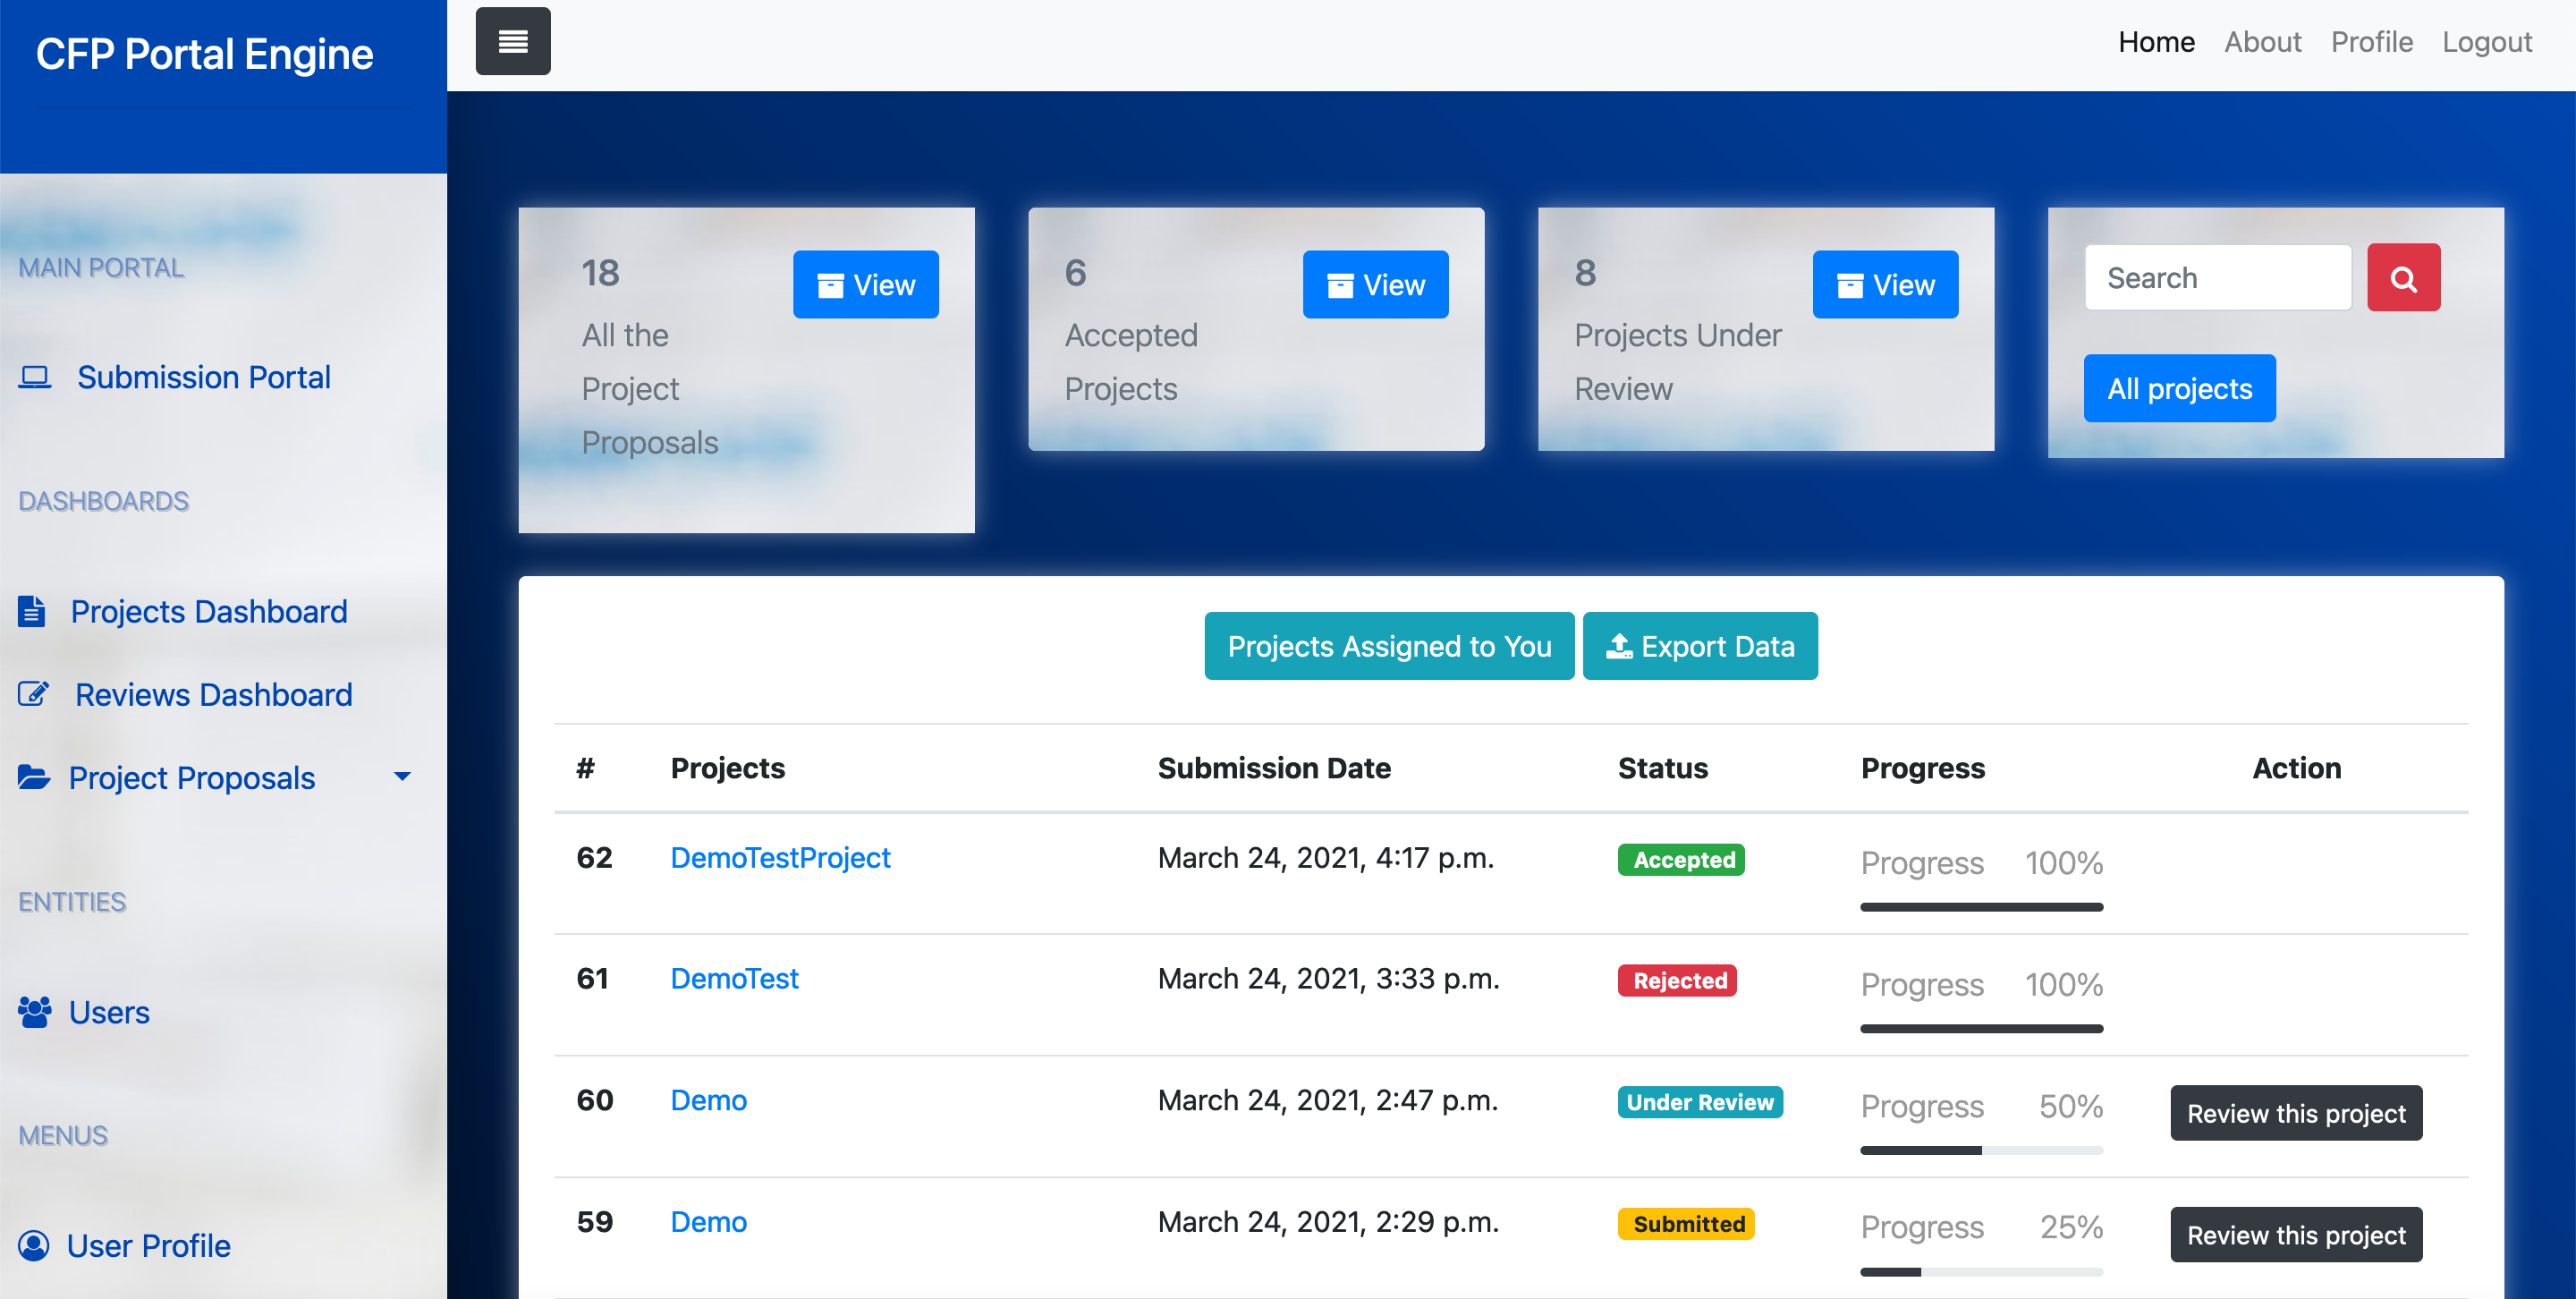 CFP Portal Engine
Home About Profile Logout
MAIN PORTAL
Submission Portal
DASHBOARDS
Projects Dashboard
Reviews Dashboard
Project Proposals
ENTITIES
Users
MENUS
User Profile
18
View
All the
Project
Proposals
6
View
Accepted
Projects
8
View
Projects Under
Review
Search
All projects
Projects Assigned to You Export Data
# Projects Submission Date Status Progress Action
62 DemoTestProject March 24, 2021, 4:17 p.m. Accepted Progress 100%
61 DemoTest March 24, 2021, 3:33 p.m. Rejected Progress 100%
60 Demo March 24, 2021, 2:47 p.m. Under Review Progress 50% Review this project
59 Demo March 24, 2021, 2:29 p.m. Submitted Progress 25% Review this project